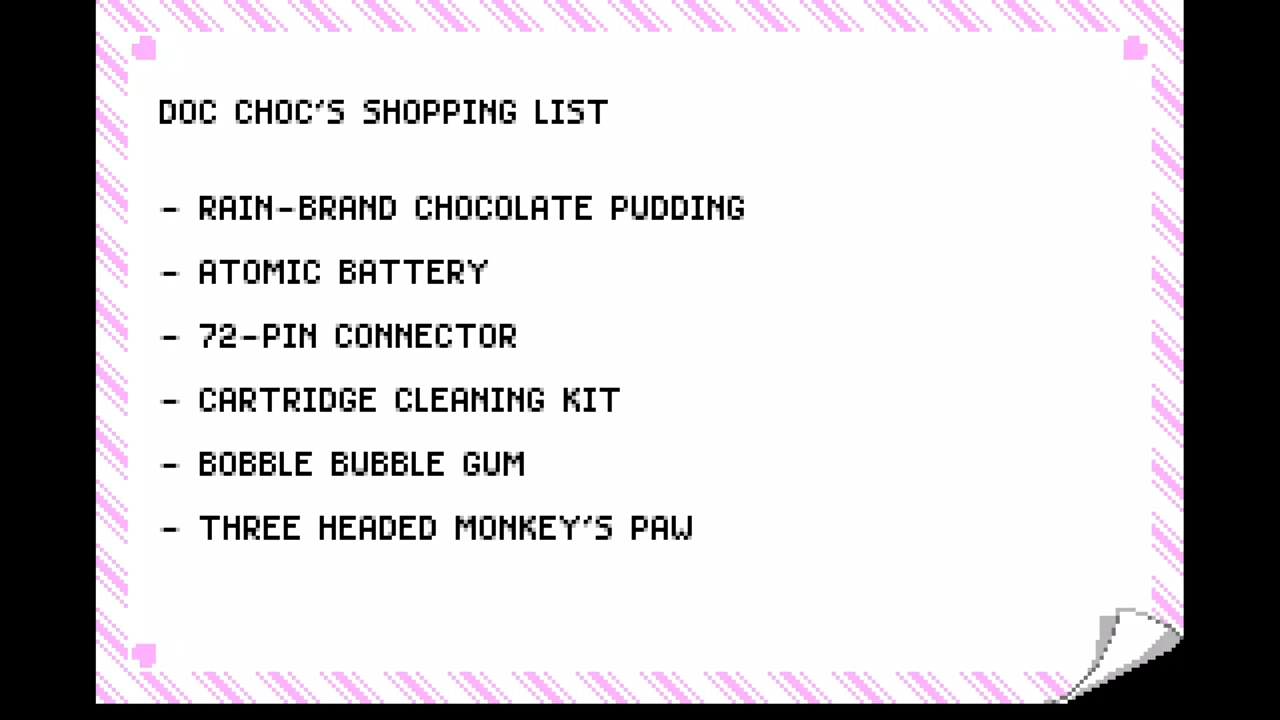 DOC CHOC'S SHOPPING LIST
- RAIN-BRAND CHOCOLATE PUDDING
- ATOMIC BATTERY
- 72-PIN CONNECTOR
- CARTRIDGE CLEANING KIT
- BOBBLE BUBBLE GUM
- THREE HEADED MONKEY'S PAW